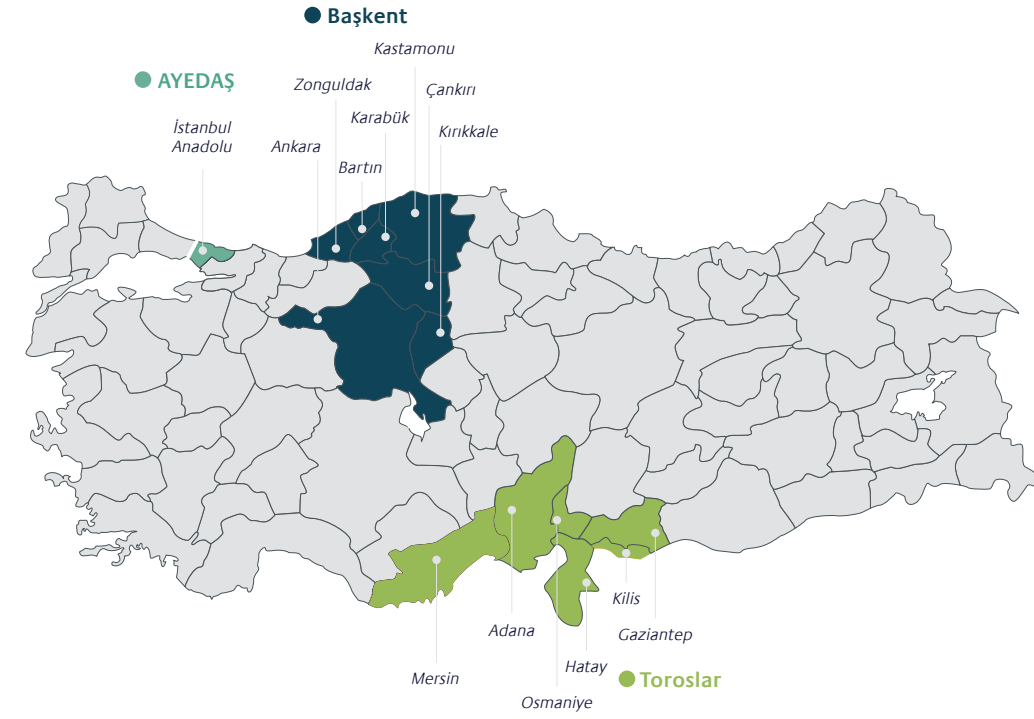 Başkent
Kastamonu
AYEDAŞ
Zonguldak
Çankırı
Karabük
İstanbul
Anadolu
Kırıkkale
Ankara
Bartın
Kilis
Adana
Gaziantep
Hatay
Mersin
Toroslar
Osmaniye